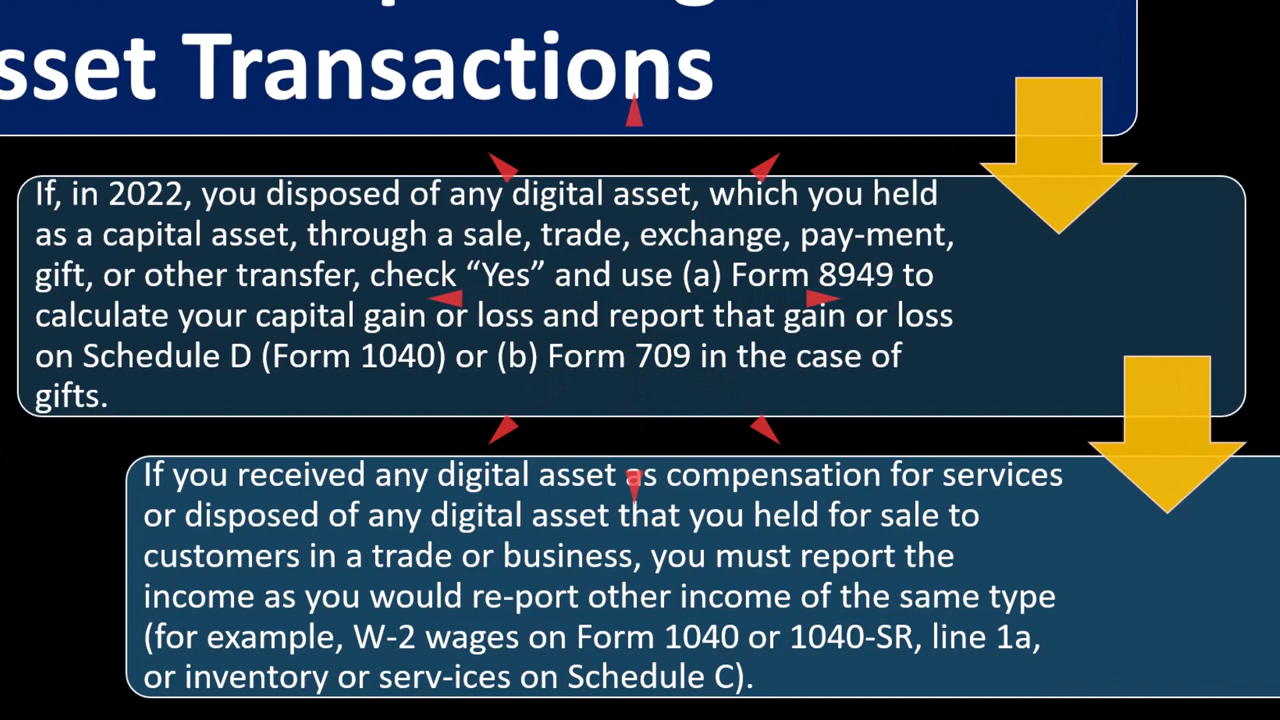 sset Transactions
If, in 2022, you disposed of any digital asset, which you held
as a capital asset, through a sale, trade, exchange, pay-ment,
gift, or other transfer, check “Yes” and use (a) Form 8949 to
calculate your capital gain or loss and report that gain or loss
on Schedule D (Form 1040) or (b) Form 709 in the case of
gifts.
If you received any digital asset as compensation for services
or disposed of any digital asset that you held for sale to
customers in a trade or business, you must report the
income as you would re-port other income of the same type
(for example, W-2 wages on Form 1040 or 1040-SR, line 1a,
or inventory or serv-ices on Schedule C).